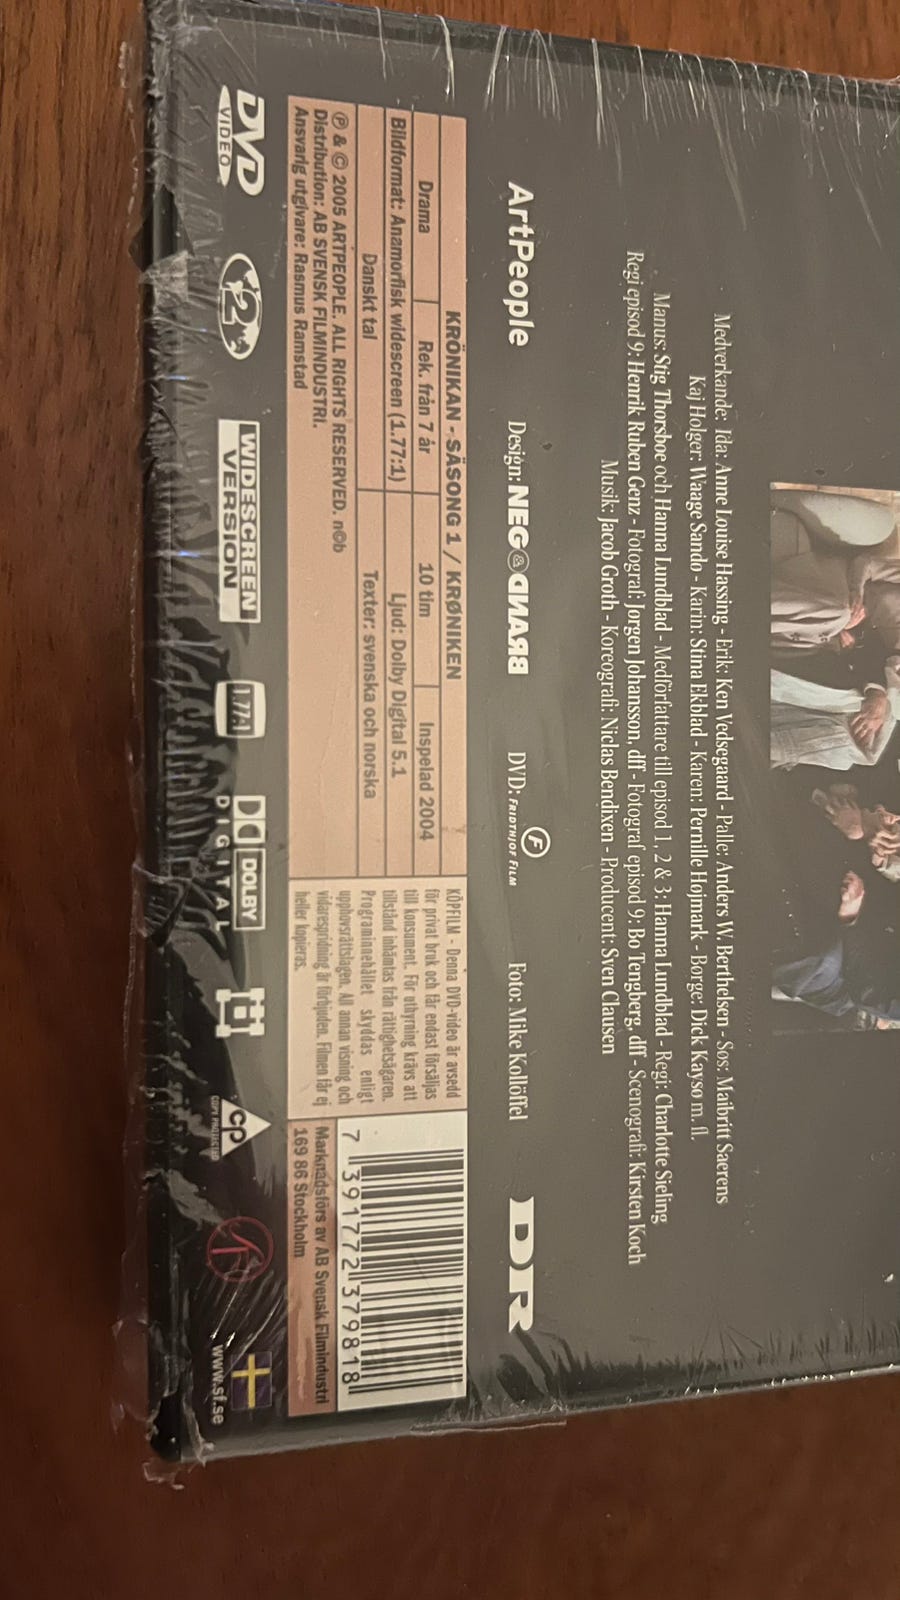 Medverkande: Ida: Anne Louise Hassing - Erik: Ken Vedsegaard - Palle: Anders W. Berthelsen - Søs: Maibritt Saerens
Kaj Holger: Waage Sandø - Karin: Stina Ekblad - Karen: Pernille Højmark - Børge: Dick Kaysø m. fl.
Manus: Stig Thorsboe och Hanna Lundblad - Medförfattare till episod 1, 2 & 3: Hanna Lundblad - Regi: Charlotte Sieling
Regi episod 9: Henrik Ruben Genz - Fotograf: Jørgen Johansson, dff - Fotograf episod 9: Bo Tengberg, dff - Scenografi: Kirsten Koch
Musik: Jacob Groth - Koreografi: Niclas Bendixen - Producent: Sven Clausen
ArtPeople
Design: NEG & BRAND
DVD: F FRIDTHJOF FILM
Foto: Mike Kollöffel
DR
KRÖNIKAN - SÄSONG 1 / KRØNIKEN
Drama
Rek. från 7 år
10 tim
Inspelad 2004
Bildformat: Anamorfisk widescreen (1.77:1)
Ljud: Dolby Digital 5.1
Danskt tal
Texter: svenska och norska
℗ & © 2005 ARTPEOPLE. ALL RIGHTS RESERVED. n©b
Distribution: AB SVENSK FILMINDUSTRI.
Ansvarig utgivare: Rasmus Ramstad
KÖPFILM - Denna DVD-video är avsedd
för privat bruk och får endast försäljas
till konsument. För uthyrning krävs att
tillstånd inhämtas från rättighetsägaren.
Programinnehållet skyddas enligt
upphovsrättslagen. All annan visning och
vidarespridning är förbjuden. Filmen får ej
heller kopieras.
7 391772 379818
Marknadsförs av AB Svensk Filmindustri
169 86 Stockholm
DVD
VIDEO
2
WIDESCREEN
VERSION
1.77:1
DOLBY
DIGITAL
CP
COPY PROTECTED
www.sf.se